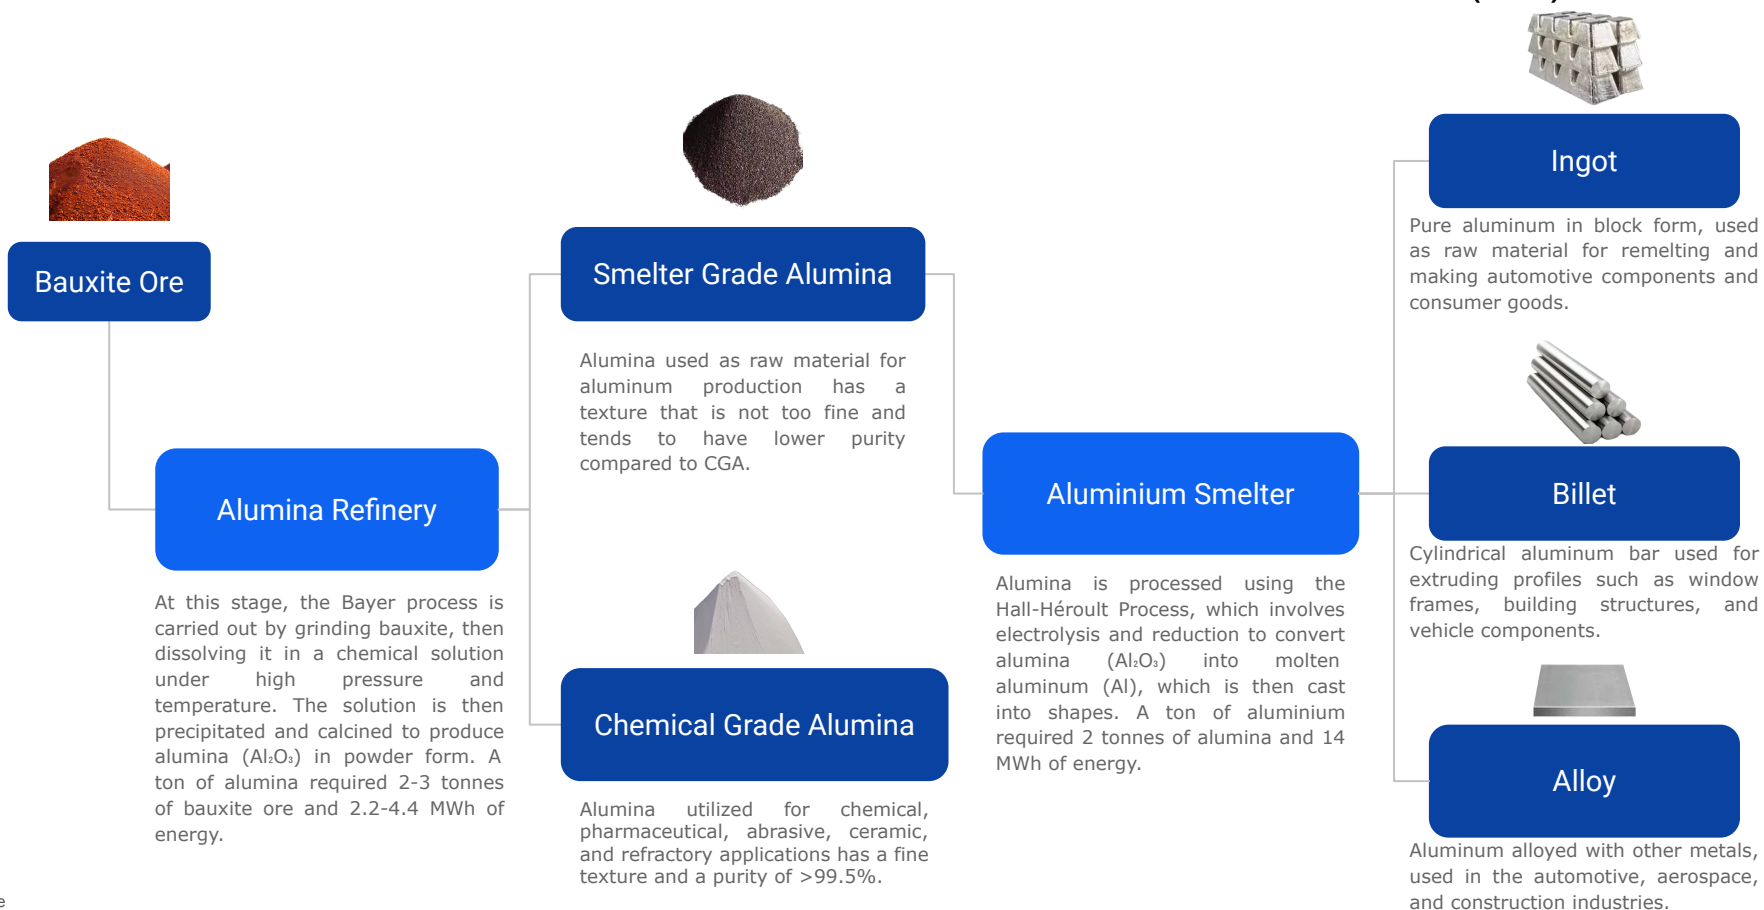 Bauxite Ore
Alumina Refinery
At this stage, the Bayer process is
carried out by grinding bauxite, then
dissolving it in a chemical solution
under high pressure and
temperature. The solution is then
precipitated and calcined to produce
alumina (Al₂O₃) in powder form. A
ton of alumina required 2-3 tonnes
of bauxite ore and 2.2-4.4 MWh of
energy.
Smelter Grade Alumina
Alumina used as raw material for
aluminum production has a
texture that is not too fine and
tends to have lower purity
compared to CGA.
Chemical Grade Alumina
Alumina utilized for chemical,
pharmaceutical, abrasive, ceramic,
and refractory applications has a fine
texture and a purity of >99.5%.
Aluminium Smelter
Alumina is processed using the
Hall-Héroult Process, which involves
electrolysis and reduction to convert
alumina (Al₂O₃) into molten
aluminum (Al), which is then cast
into shapes. A ton of aluminium
required 2 tonnes of alumina and 14
MWh of energy.
Ingot
Pure aluminum in block form, used
as raw material for remelting and
making automotive components and
consumer goods.
Billet
Cylindrical aluminum bar used for
extruding profiles such as window
frames, building structures, and
vehicle components.
Alloy
Aluminum alloyed with other metals,
used in the automotive, aerospace,
and construction industries.